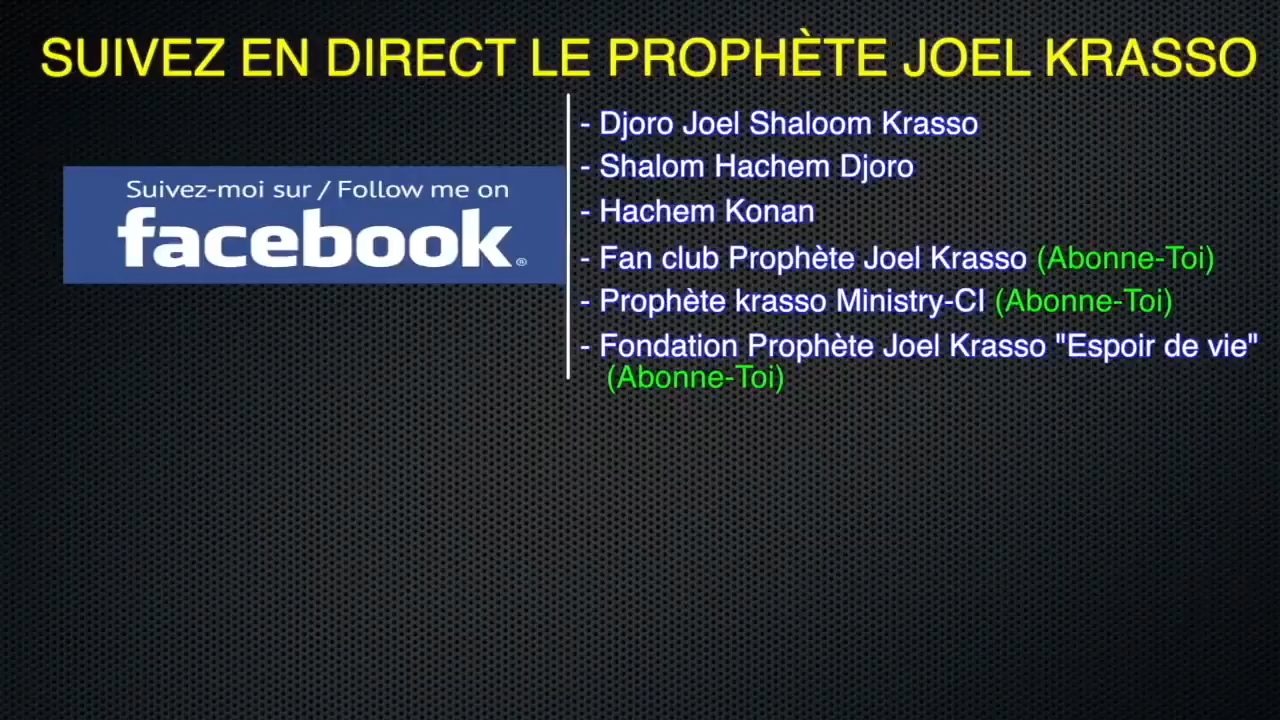 SUIVEZ EN DIRECT LE PROPHÈTE JOEL KRASSO
Suivez-moi sur / Follow me on
facebook®
- Djoro Joel Shaloom Krasso
- Shalom Hachem Djoro
- Hachem Konan
- Fan club Prophète Joel Krasso (Abonne-Toi)
- Prophète krasso Ministry-CI (Abonne-Toi)
- Fondation Prophète Joel Krasso "Espoir de vie"
(Abonne-Toi)